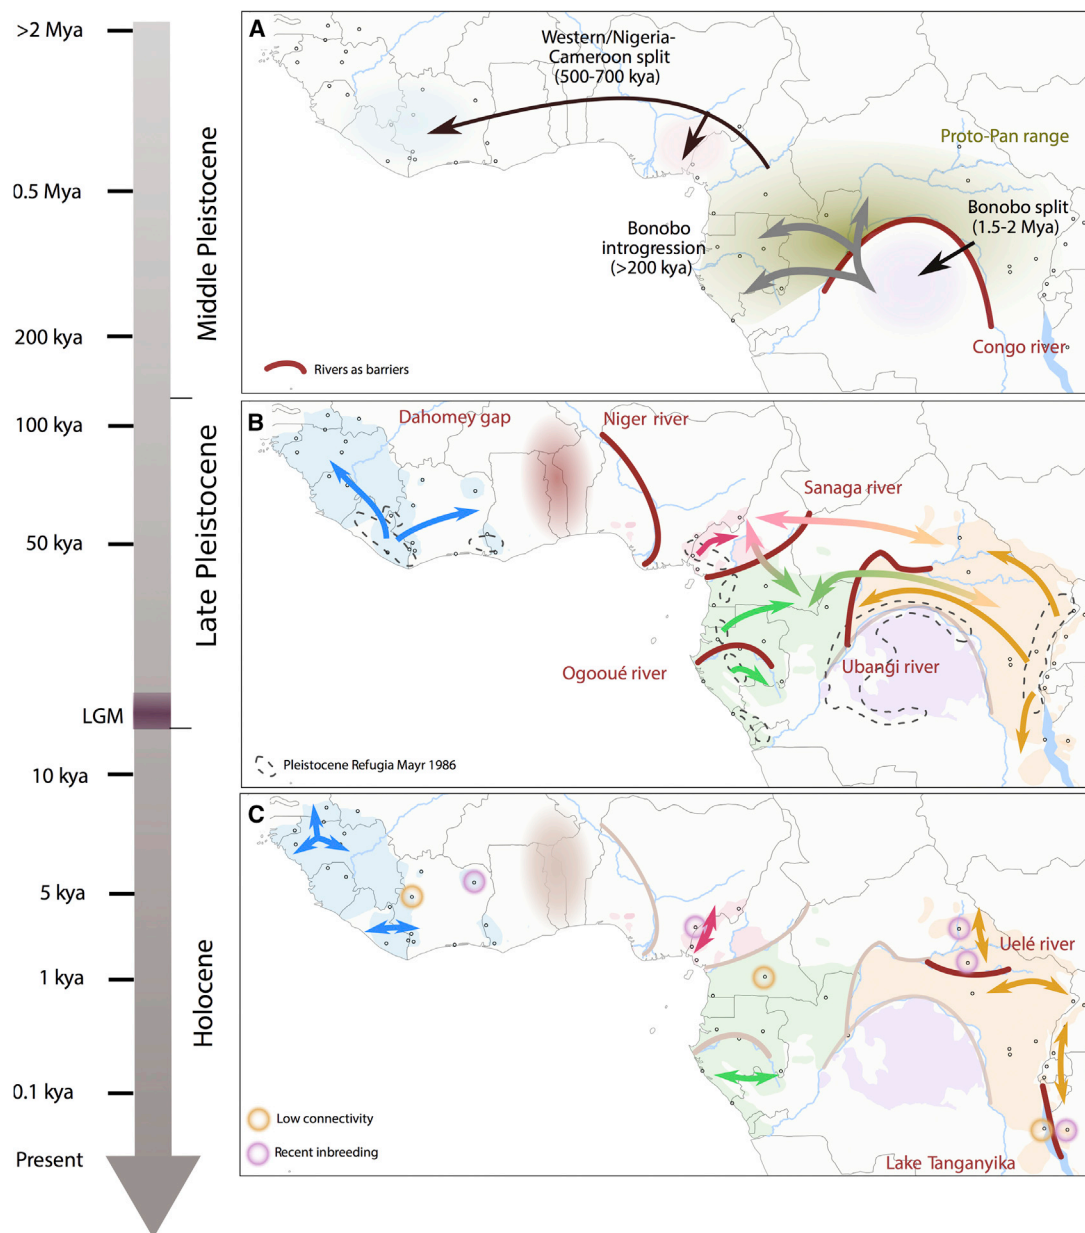 >2 Mya
0.5 Mya
200 kya
100 kya
50 kya
LGM
10 kya
5 kya
1 kya
0.1 kya
Present
Middle Pleistocene
Late Pleistocene
Holocene
A
Western/Nigeria-
Cameroon split
(500-700 kya)
Proto-Pan range
Bonobo split
(1.5-2 Mya)
Bonobo
introgression
(>200 kya)
Congo river
Rivers as barriers
B
Dahomey gap
Niger river
Sanaga river
Ogooué river
Ubangi river
Pleistocene Refugia Mayr 1986
C
Uelé river
Low connectivity
Recent inbreeding
Lake Tanganyika